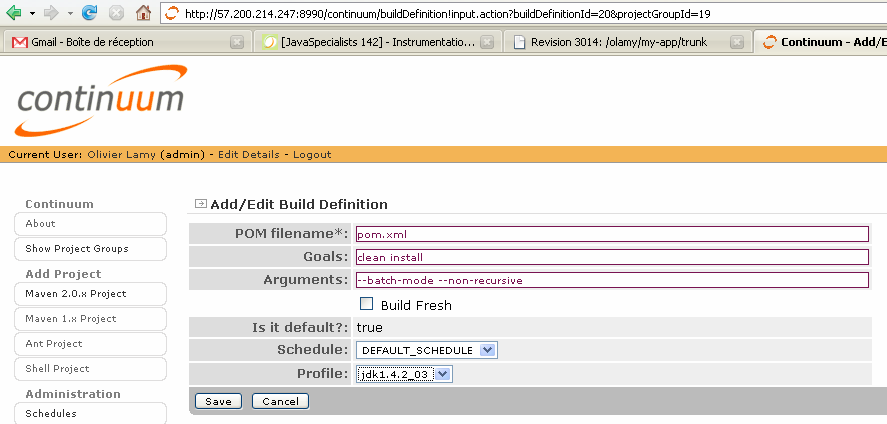 http://57.200.214.247:8990/continuum/buildDefinition!input.action?buildDefinitionId=20&projectGroupId=19
Gmail - Boîte de réception
[JavaSpecialists 142] - Instrumentatio...
Revision 3014: /olamy/my-app/trunk
Continuum - Add/E
continuum
Current User: Olivier Lamy (admin) - Edit Details - Logout
Continuum
About
Show Project Groups
Add Project
Maven 2.0.x Project
Maven 1.x Project
Ant Project
Shell Project
Administration
Schedules
Add/Edit Build Definition
POM filename*: pom.xml
Goals: clean install
Arguments: --batch-mode --non-recursive
Build Fresh
Is it default?: true
Schedule: DEFAULT_SCHEDULE
Profile: jdk1.4.2_03
Save Cancel